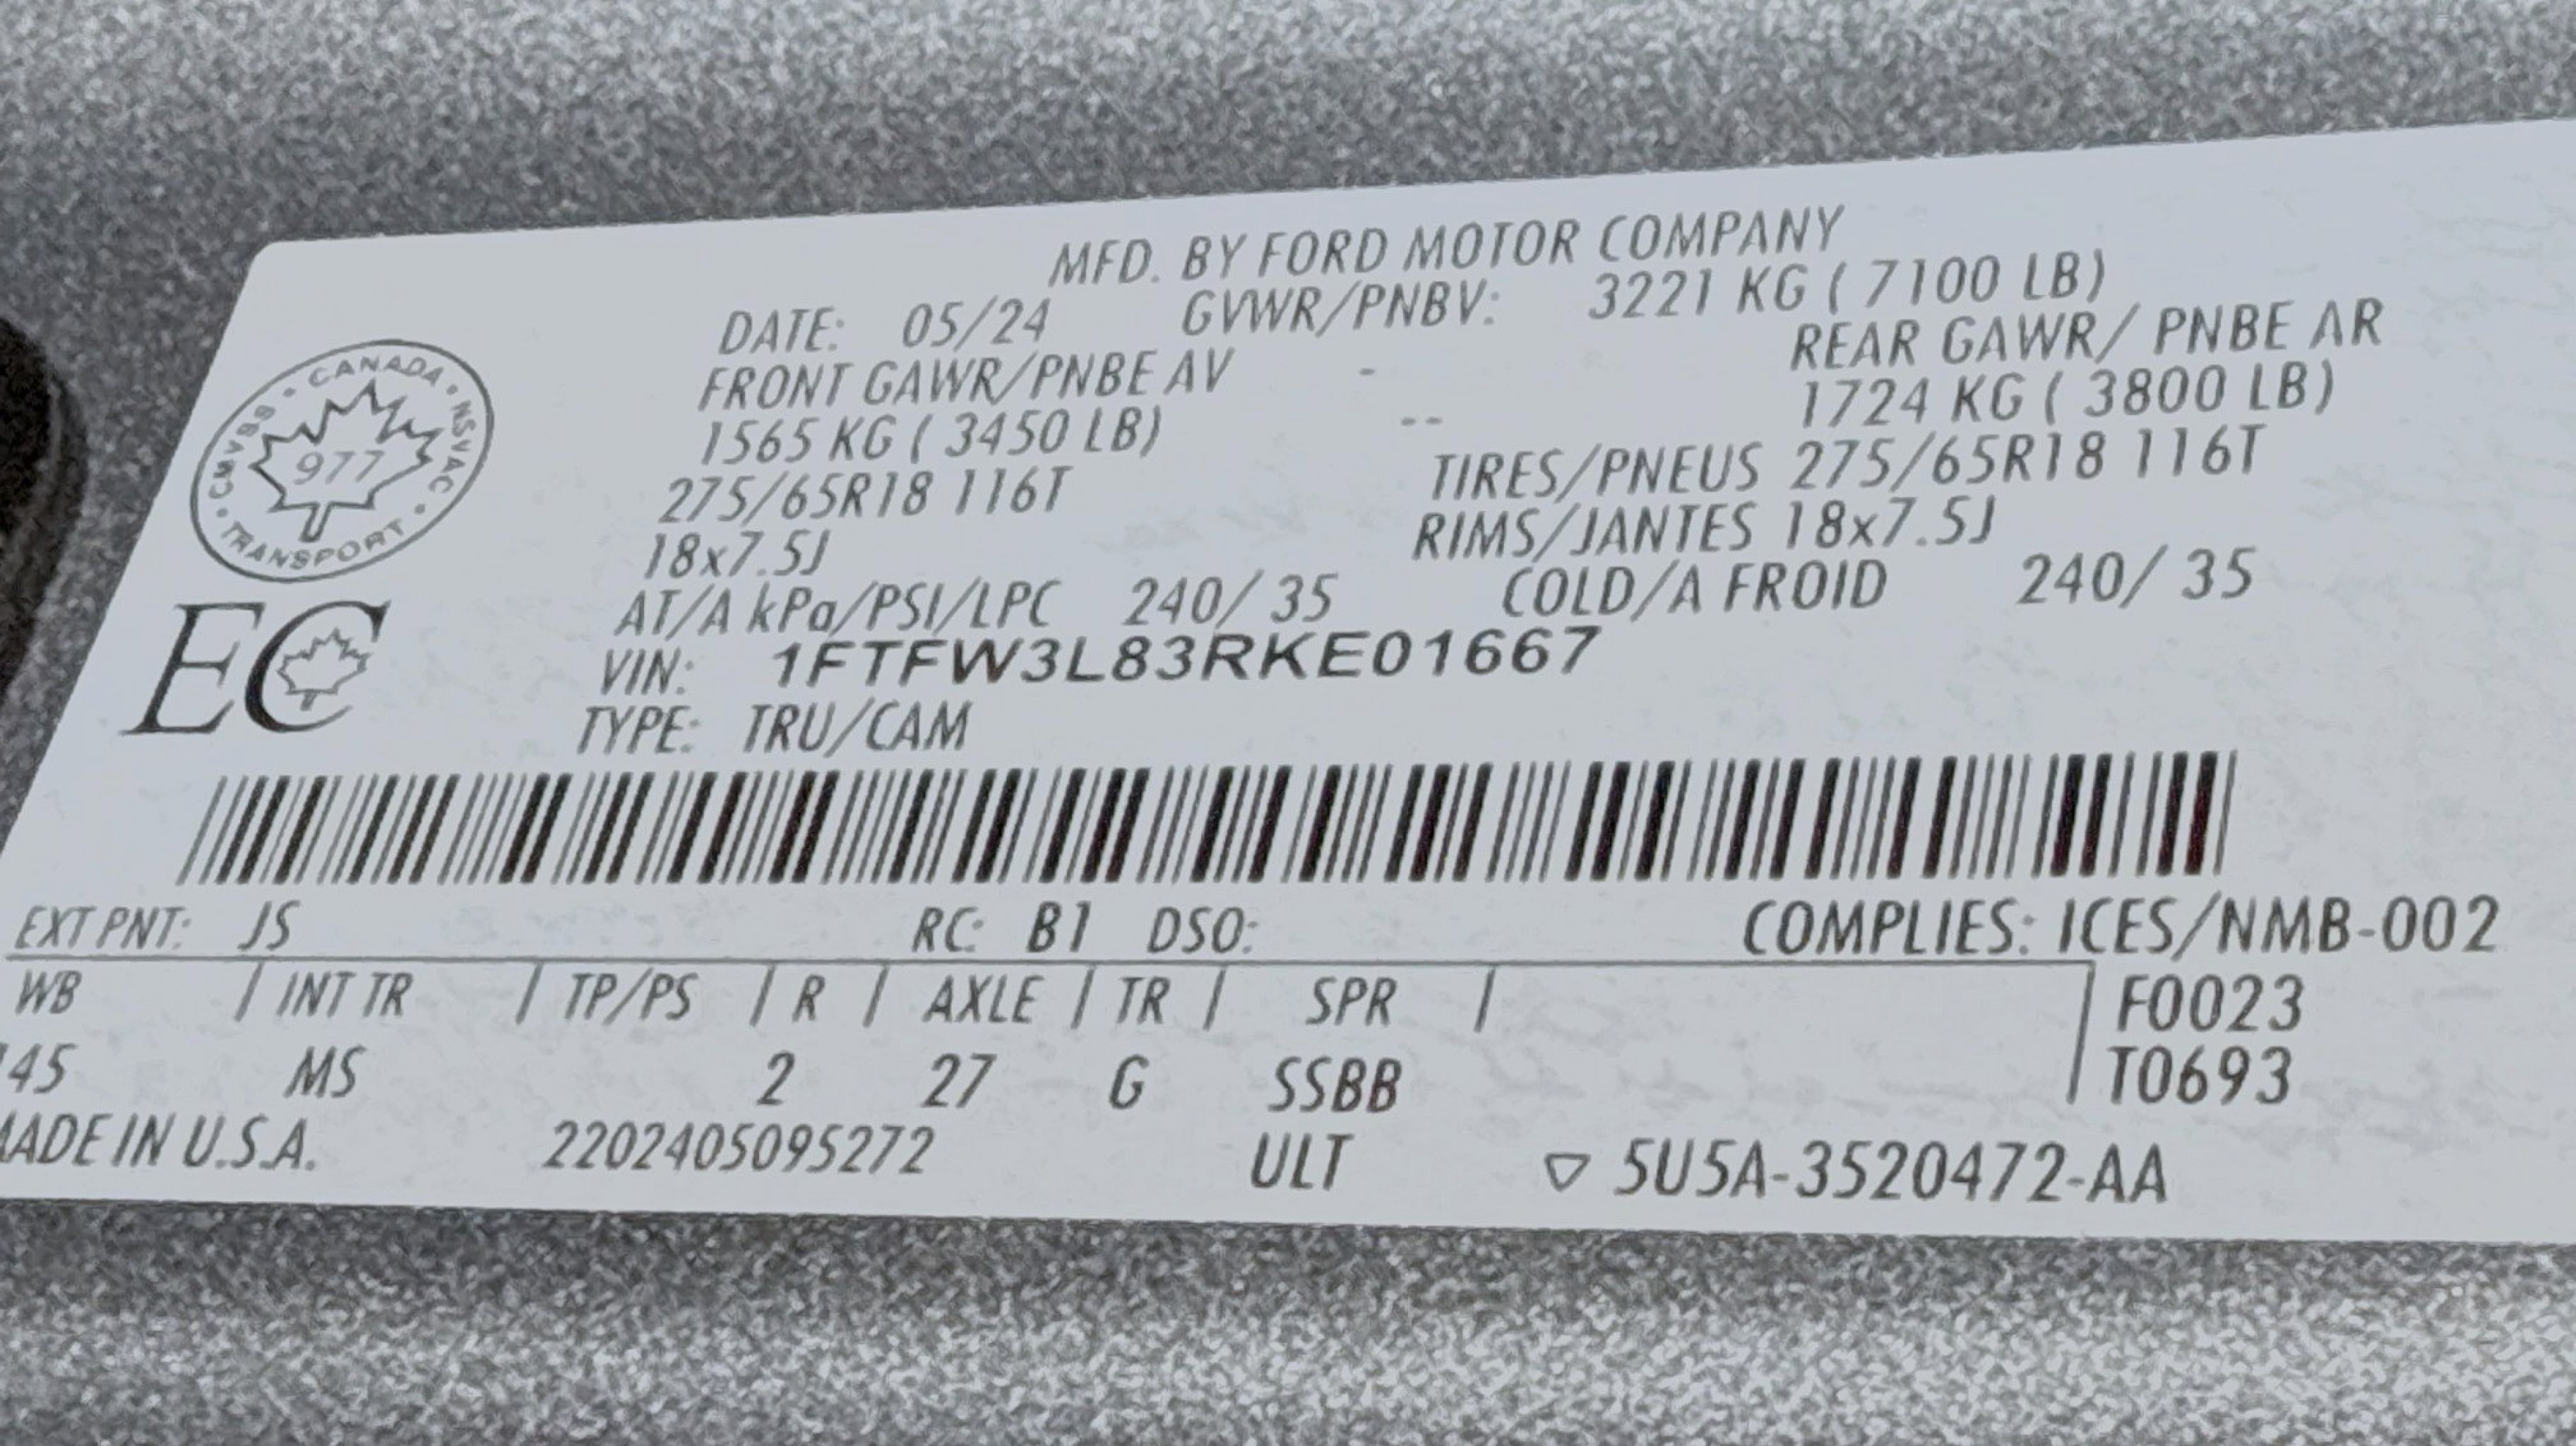 MFD. BY FORD MOTOR COMPANY
DATE: 05/24 GVWR/PNBV: 3221 KG ( 7100 LB)
FRONT GAWR/PNBE AV - REAR GAWR/ PNBE AR
1565 KG ( 3450 LB) -- 1724 KG ( 3800 LB)
275/65R18 116T TIRES/PNEUS 275/65R18 116T
18x7.5J RIMS/JANTES 18x7.5J
AT/A kPa/PSI/LPC 240/ 35 COLD/A FROID 240/ 35
VIN: 1FTFW3L83RKE01667
TYPE: TRU/CAM
CANADA • NSVAC • TRANSPORT • CMVSS •
977
EC
EXT PNT: JS RC: B1 DSO: COMPLIES: ICES/NMB-002
WB | INT TR | TP/PS | R | AXLE | TR | SPR | F0023
45 MS 2 27 G SSBB T0693
MADE IN U.S.A. 2202405095272 ULT ▽ 5U5A-3520472-AA